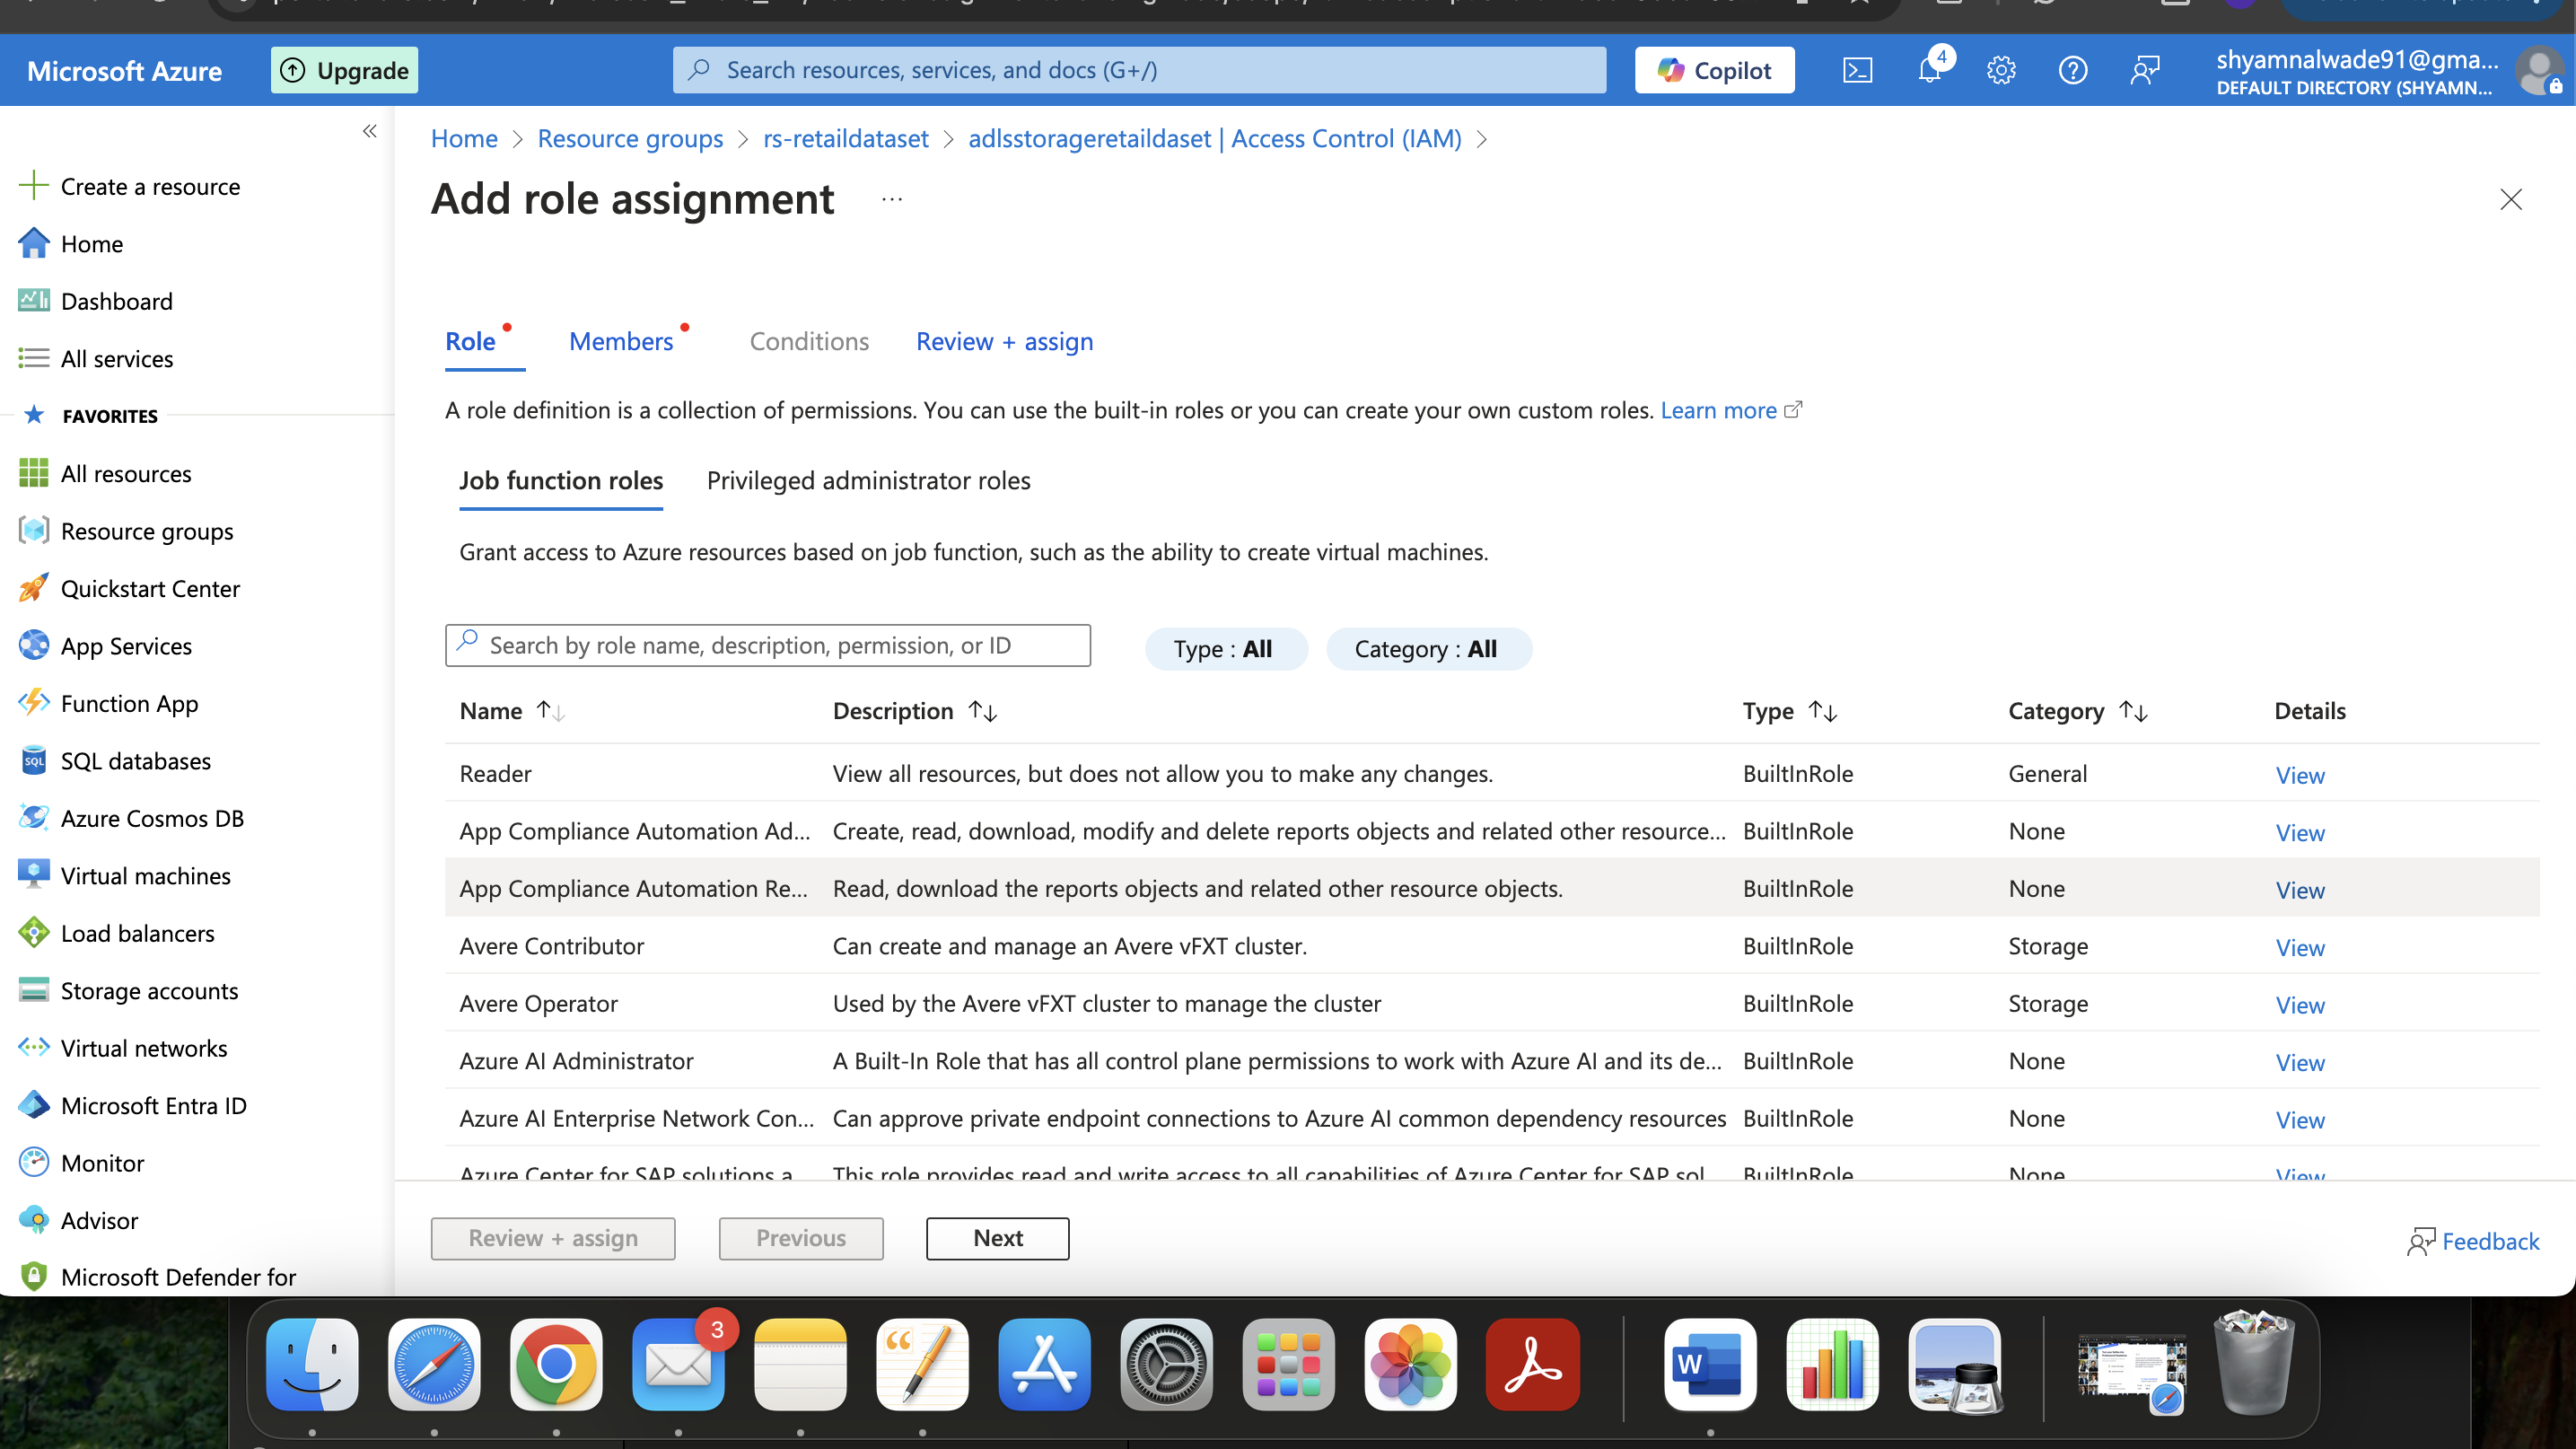 Microsoft Azure
Upgrade
Search resources, services, and docs (G+/)
Copilot
4
shyamnalwade91@gma...
DEFAULT DIRECTORY (SHYAMN...
Home > Resource groups > rs-retaildataset > adlsstorageretaildaset | Access Control (IAM) >
Add role assignment ...
Create a resource
Home
Dashboard
All services
FAVORITES
All resources
Resource groups
Quickstart Center
App Services
Function App
SQL databases
Azure Cosmos DB
Virtual machines
Load balancers
Storage accounts
Virtual networks
Microsoft Entra ID
Monitor
Advisor
Microsoft Defender for
Role Members Conditions Review + assign
A role definition is a collection of permissions. You can use the built-in roles or you can create your own custom roles. Learn more
Job function roles Privileged administrator roles
Grant access to Azure resources based on job function, such as the ability to create virtual machines.
Search by role name, description, permission, or ID
Type : All Category : All
Name Description Type Category Details
Reader View all resources, but does not allow you to make any changes. BuiltInRole General View
App Compliance Automation Ad... Create, read, download, modify and delete reports objects and related other resource... BuiltInRole None View
App Compliance Automation Re... Read, download the reports objects and related other resource objects. BuiltInRole None View
Avere Contributor Can create and manage an Avere vFXT cluster. BuiltInRole Storage View
Avere Operator Used by the Avere vFXT cluster to manage the cluster BuiltInRole Storage View
Azure AI Administrator A Built-In Role that has all control plane permissions to work with Azure AI and its de... BuiltInRole None View
Azure AI Enterprise Network Con... Can approve private endpoint connections to Azure AI common dependency resources BuiltInRole None View
Azure Center for SAP solutions a This role provides read and write access to all capabilities of Azure Center for SAP sol BuiltInRole None View
Review + assign Previous Next
Feedback
3
W